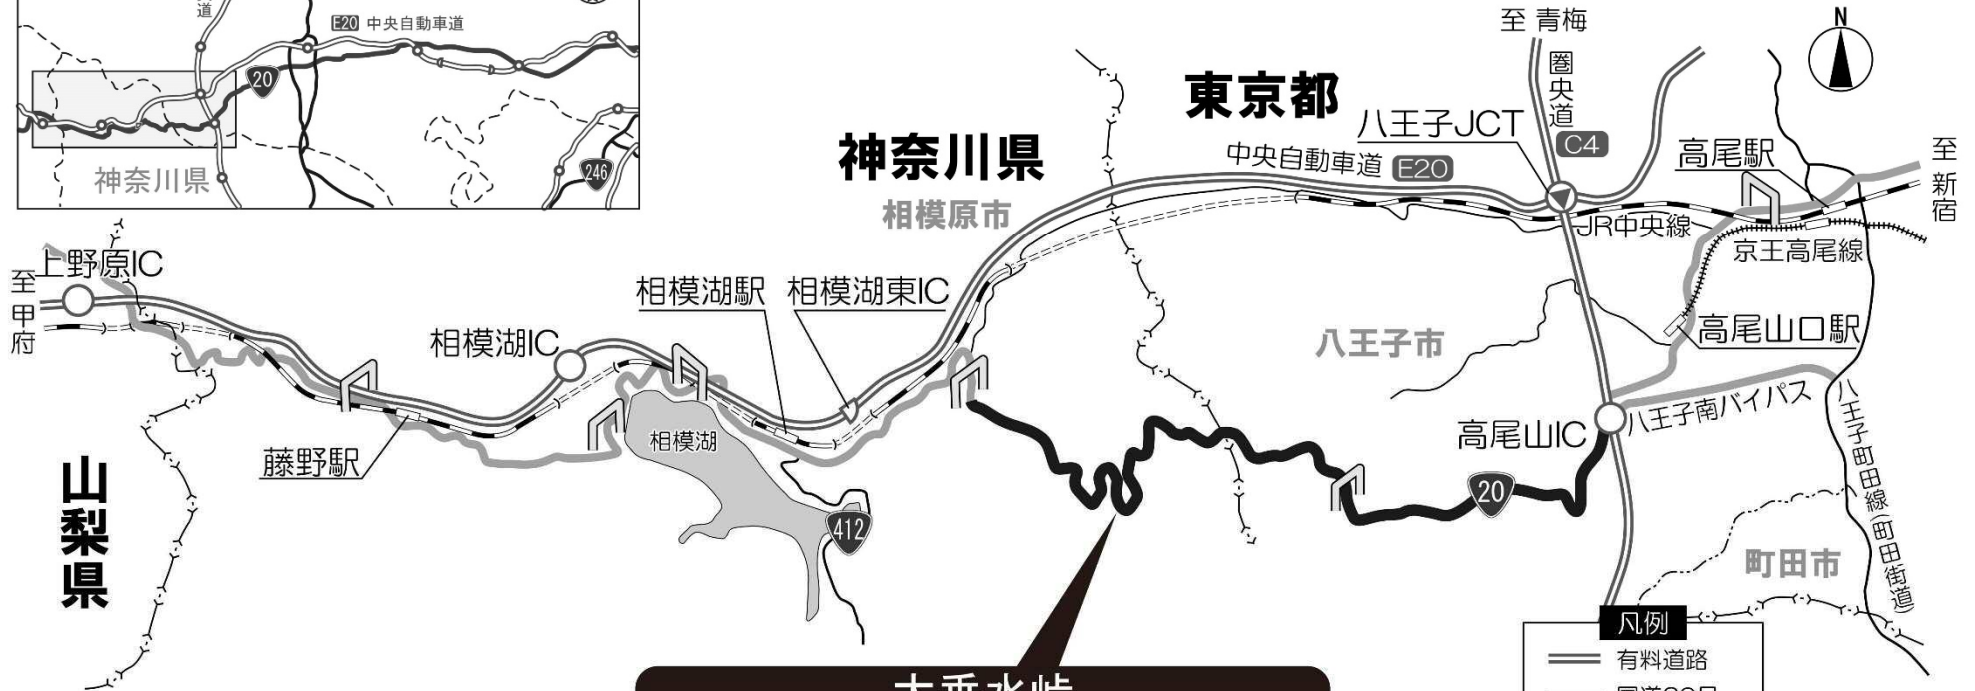 道
E20 中央自動車道
20
神奈川県
246
至 青梅
圏央道
C4
N
東京都
神奈川県
八王子JCT
中央自動車道 E20
高尾駅
至新宿
相模原市
JR中央線
京王高尾線
上野原IC
至甲府
相模湖駅
相模湖東IC
相模湖IC
八王子市
高尾山口駅
八王子南バイパス
高尾山IC
八王子町田線(町田街道)
藤野駅
相模湖
山梨県
20
412
町田市
凡例
有料道路
大垂水峠